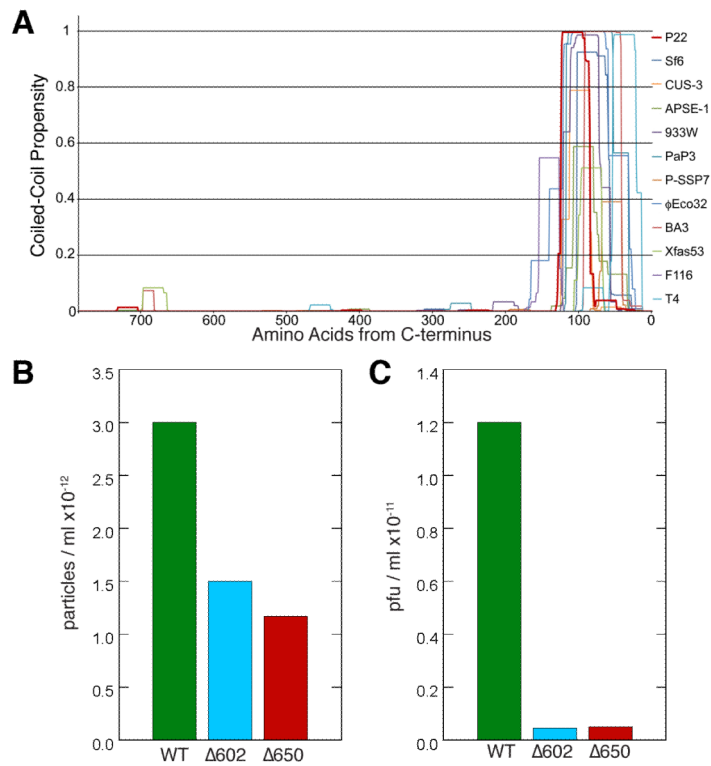 A
1
0.8
0.6
0.4
0.2
0
Coiled-Coil Propensity
700 600 500 400 300 200 100 0
Amino Acids from C-terminus
P22
Sf6
CUS-3
APSE-1
933W
PaP3
P-SSP7
ϕEco32
BA3
Xfas53
F116
T4
B
3.5
3.0
2.5
2.0
1.5
1.0
0.5
0.0
particles / ml x10⁻¹²
WT Δ602 Δ650
C
1.4
1.2
1.0
0.8
0.6
0.4
0.2
0.0
pfu / ml x10⁻¹¹
WT Δ602 Δ650